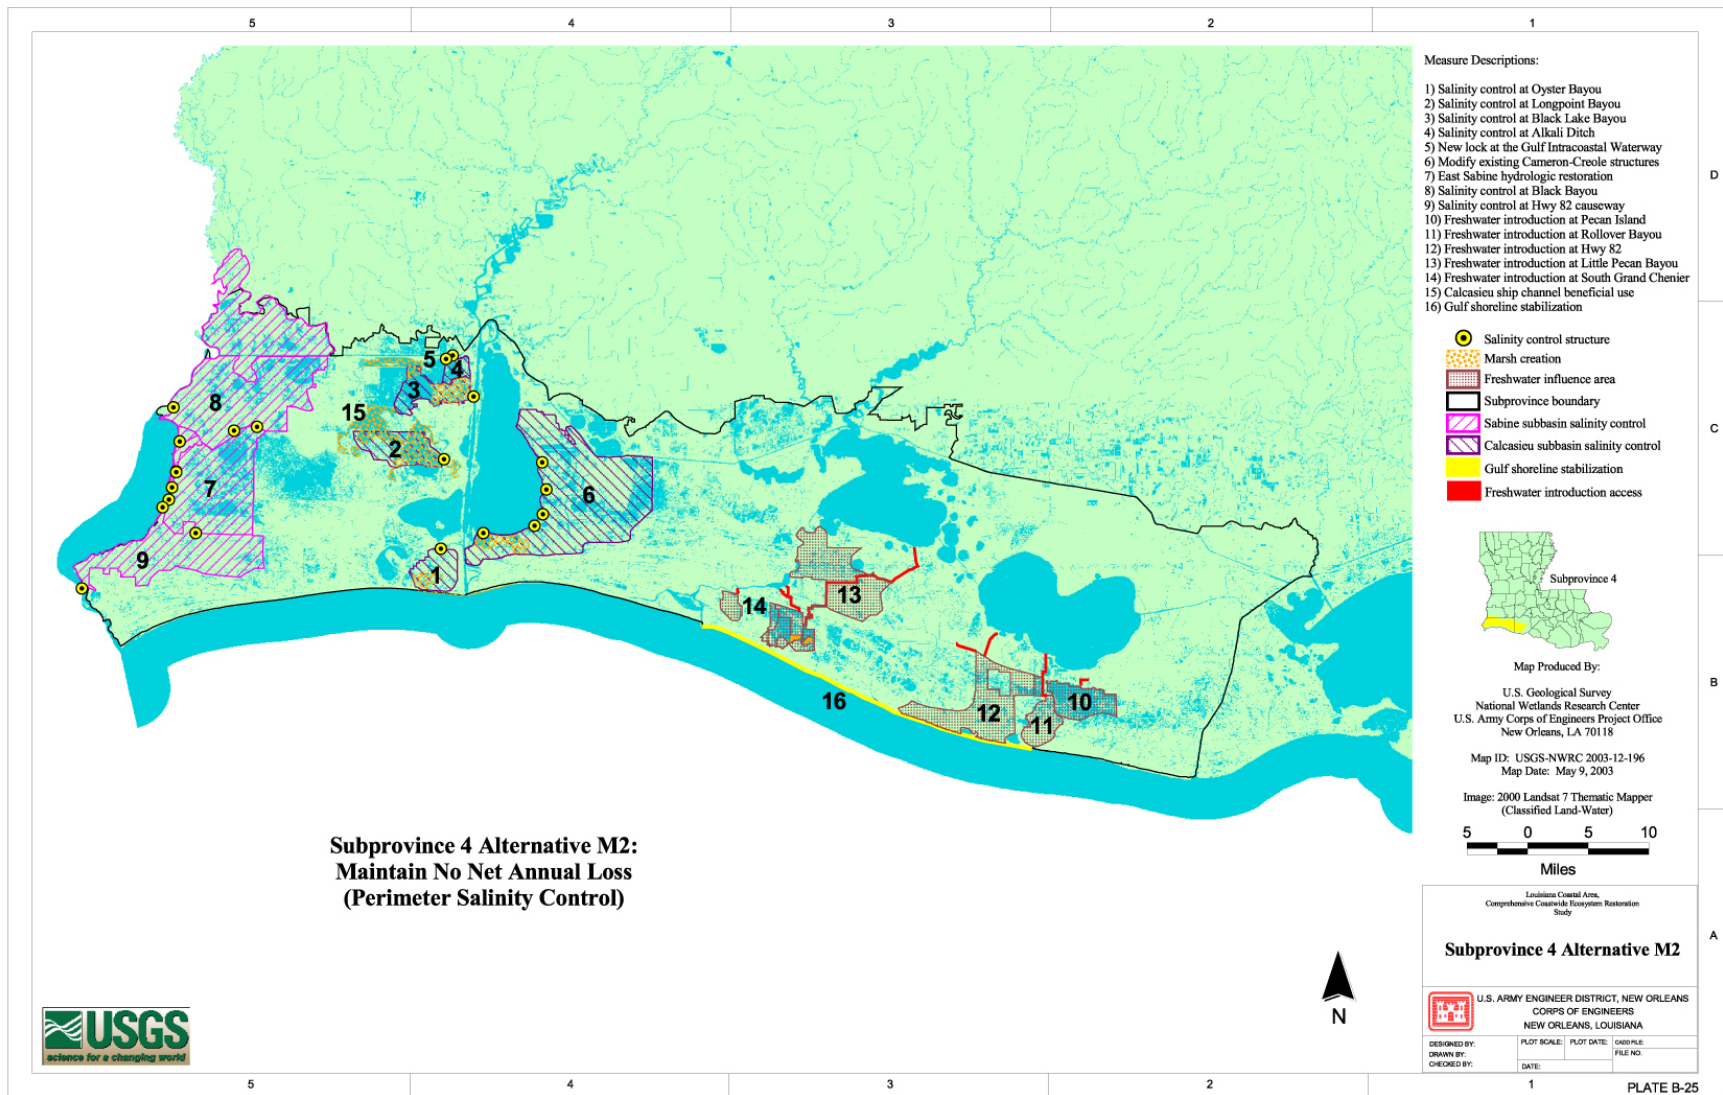 5 4 3 2 1
Measure Descriptions:
1) Salinity control at Oyster Bayou
2) Salinity control at Longpoint Bayou
3) Salinity control at Black Lake Bayou
4) Salinity control at Alkali Ditch
5) New lock at the Gulf Intracoastal Waterway
6) Modify existing Cameron-Creole structures
7) East Sabine hydrologic restoration
8) Salinity control at Black Bayou
9) Salinity control at Hwy 82 causeway
10) Freshwater introduction at Pecan Island
11) Freshwater introduction at Rollover Bayou
12) Freshwater introduction at Hwy 82
13) Freshwater introduction at Little Pecan Bayou
14) Freshwater introduction at South Grand Chenier
15) Calcasieu ship channel beneficial use
16) Gulf shoreline stabilization
Salinity control structure
Marsh creation
Freshwater influence area
Subprovince boundary
Sabine subbasin salinity control
Calcasieu subbasin salinity control
Gulf shoreline stabilization
Freshwater introduction access
D
C
B
A
5
4
3
8
15
2
7
6
9
1
13
14
16
12
11
10
Subprovince 4
Map Produced By:
U.S. Geological Survey
National Wetlands Research Center
U.S. Army Corps of Engineers Project Office
New Orleans, LA 70118
Map ID: USGS-NWRC 2003-12-196
Map Date: May 9, 2003
Image: 2000 Landsat 7 Thematic Mapper
(Classified Land-Water)
5 0 5 10
Miles
Subprovince 4 Alternative M2:
Maintain No Net Annual Loss
(Perimeter Salinity Control)
Louisiana Coastal Area,
Comprehensive Coastwide Ecosystem Restoration
Study
Subprovince 4 Alternative M2
N
USGS
science for a changing world
U.S. ARMY ENGINEER DISTRICT, NEW ORLEANS
CORPS OF ENGINEERS
NEW ORLEANS, LOUISIANA
DESIGNED BY:
DRAWN BY:
CHECKED BY:
PLOT SCALE:
PLOT DATE:
CADD FILE:
FILE NO.
DATE:
5 4 3 2 1
PLATE B-25